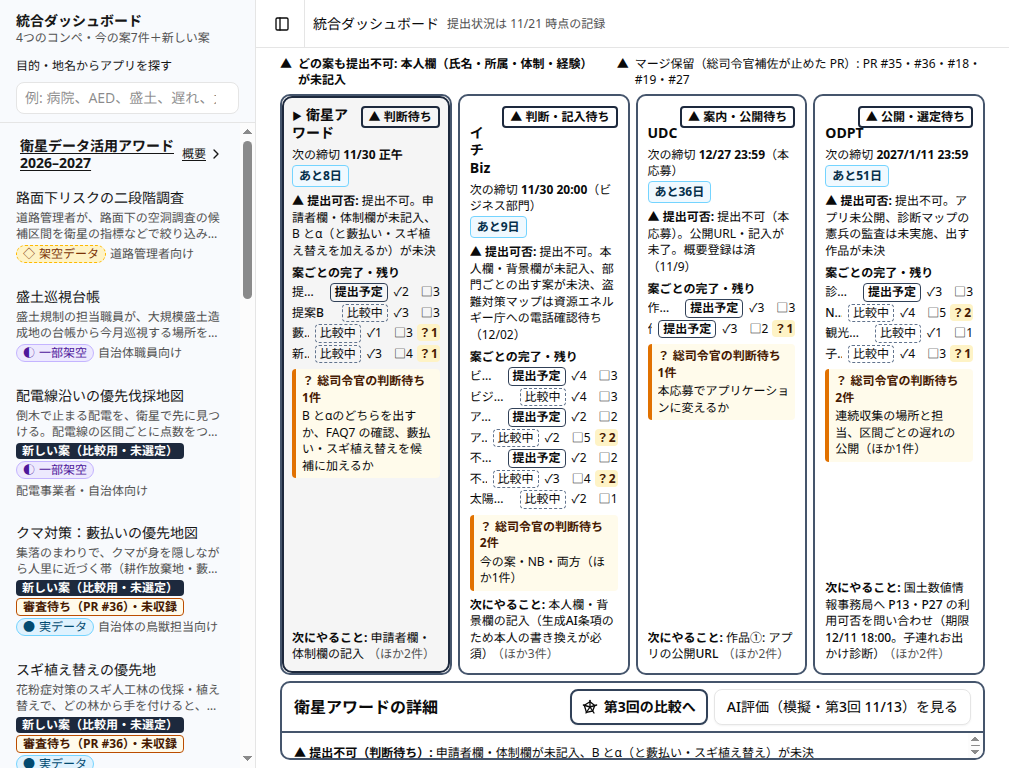 統合ダッシュボード
4つのコンペ・今の案7件＋新しい案
目的・地名からアプリを探す
例: 病院、AED、盛土、遅れ、
衛星データ活用アワード
2026–2027
概要
路面下リスクの二段階調査
道路管理者が、路面下の空洞調査の候
補区間を衛星の指標などで絞り込み…
◇ 架空データ 道路管理者向け
盛土巡視台帳
盛土規制の担当職員が、大規模盛土造
成地の台帳から今月巡視する場所を…
一部架空 自治体職員向け
配電線沿いの優先伐採地図
倒木で止まる配電を、衛星で先に見つ
ける。配電線の区間ごとに点数をつ…
新しい案（比較用・未選定）
一部架空
配電事業者・自治体向け
クマ対策：藪払いの優先地図
集落のまわりで、クマが身を隠しなが
ら人里に近づく帯（耕作放棄地・藪…
新しい案（比較用・未選定）
審査待ち（PR #36）・未収録
実データ 自治体の鳥獣担当向け
スギ植え替えの優先地
花粉症対策のスギ人工林の伐採・植え
替えで、どの林から手を付けると、…
新しい案（比較用・未選定）
審査待ち（PR #36）・未収録
実データ
統合ダッシュボード 提出状況は 11/21 時点の記録
▲ どの案も提出不可: 本人欄（氏名・所属・体制・経験）
が未記入
▲ マージ保留（総司令官補佐が止めた PR）: PR #35・#36・#18・
#19・#27
▶ 衛星ア
ワード
▲ 判断待ち
次の締切 11/30 正午
あと8日
▲ 提出可否: 提出不可。申
請者欄・体制欄が未記入、
B とα（と藪払い・スギ植
え替えを加えるか）が未決
案ごとの完了・残り
提… 提出予定 ✓2 □3
提案B 比較中 ✓3 □3
藪… 比較中 ✓1 □3 ?1
新… 比較中 ✓3 □4 ?1
？ 総司令官の判断待ち
1件
B とαのどちらを出す
か、FAQ7 の確認、藪払
い・スギ植え替えを候
補に加えるか
次にやること: 申請者欄・
体制欄の記入 （ほか2件）
▲ 判断・記入待ち
イ
チ
Biz
次の締切 11/30 20:00（ビ
ジネス部門）
あと9日
▲ 提出可否: 提出不可。本
人欄・背景欄が未記入、部
門ごとの出す案が未決、盗
難対策マップは資源エネル
ギー庁への電話確認待ち
（12/02）
案ごとの完了・残り
ビ… 提出予定 ✓4 □3
ビジ… 比較中 ✓4 □3
ア… 提出予定 ✓2 □2
ア… 比較中 ✓2 □5 ?2
不… 提出予定 ✓2 □2
不… 比較中 ✓3 □4 ?2
太陽… 比較中 ✓2 □1
？ 総司令官の判断待ち
2件
今の案・NB・両方（ほ
か1件）
次にやること: 本人欄・背
景欄の記入（生成AI条項の
ため本人の書き換えが必
須）（ほか3件）
▲ 案内・公開待ち
UDC
次の締切 12/27 23:59（本
応募）
あと36日
▲ 提出可否: 提出不可（本
応募）。公開URL・記入が
未了。概要登録は済
（11/9）
案ごとの完了・残り
作… 提出予定 ✓3 □3
提出予定 ✓3 □2 ?1
？ 総司令官の判断待ち
1件
本応募でアプリケーショ
ンに変えるか
次にやること: 作品①: アプ
リの公開URL （ほか2件）
▲ 公開・選定待ち
ODPT
次の締切 2027/1/11 23:59
あと51日
▲ 提出可否: 提出不可。ア
プリ未公開、診断マップの
憲兵の監査は未実施、出す
作品が未決
案ごとの完了・残り
診… 提出予定 ✓3 □3
N… 比較中 ✓4 □5 ?2
観光… 比較中 ✓1 □1
子… 比較中 ✓4 □3 ?1
？ 総司令官の判断待ち
2件
連続収集の場所と担
当、区間ごとの遅れの
公開（ほか1件）
次にやること: 国土数値情
報事務局へ P13・P27 の利
用可否を問い合わせ（期限
12/11 18:00。子連れお出
かけ診断）（ほか2件）
衛星アワードの詳細
第3回の比較へ
AI評価（模擬・第3回 11/13）を見る
▲ 提出不可（判断待ち）: 申請者欄・体制欄が未記入、B とα（と藪払い・スギ植え替え）が未決